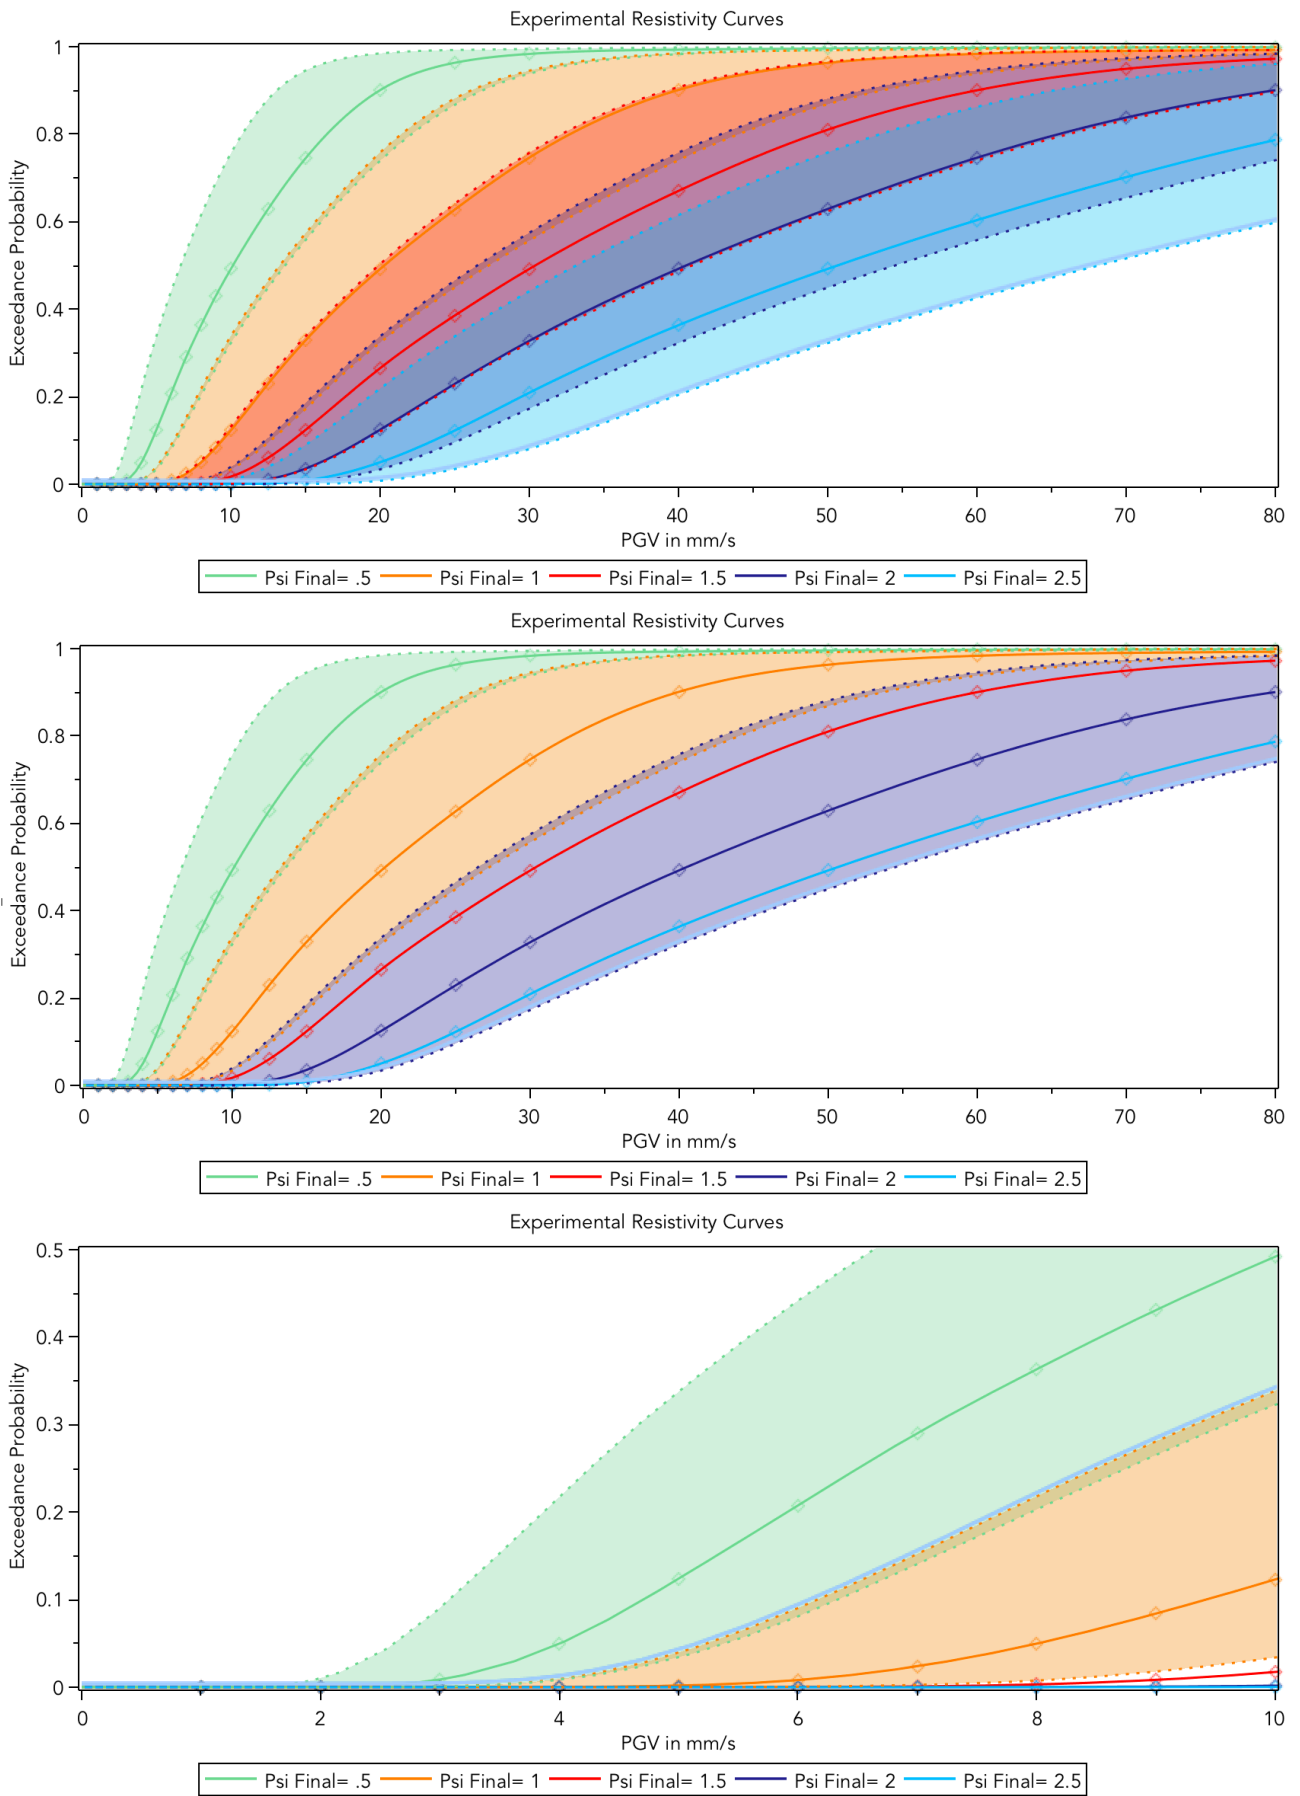 Experimental Resistivity Curves
1
0.8
0.6
0.4
0.2
0
Exceedance Probability
0 10 20 30 40 50 60 70 80
PGV in mm/s
Psi Final= .5 Psi Final= 1 Psi Final= 1.5 Psi Final= 2 Psi Final= 2.5
Experimental Resistivity Curves
1
0.8
0.6
0.4
0.2
0
Exceedance Probability
0 10 20 30 40 50 60 70 80
PGV in mm/s
Psi Final= .5 Psi Final= 1 Psi Final= 1.5 Psi Final= 2 Psi Final= 2.5
Experimental Resistivity Curves
0.5
0.4
0.3
0.2
0.1
0
Exceedance Probability
0 2 4 6 8 10
PGV in mm/s
Psi Final= .5 Psi Final= 1 Psi Final= 1.5 Psi Final= 2 Psi Final= 2.5